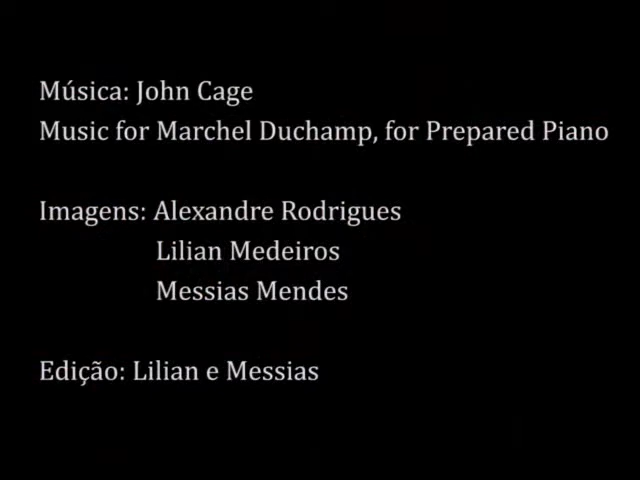 Música: John Cage
Music for Marchel Duchamp, for Prepared Piano
Imagens: Alexandre Rodrigues
Lilian Medeiros
Messias Mendes
Edição: Lilian e Messias